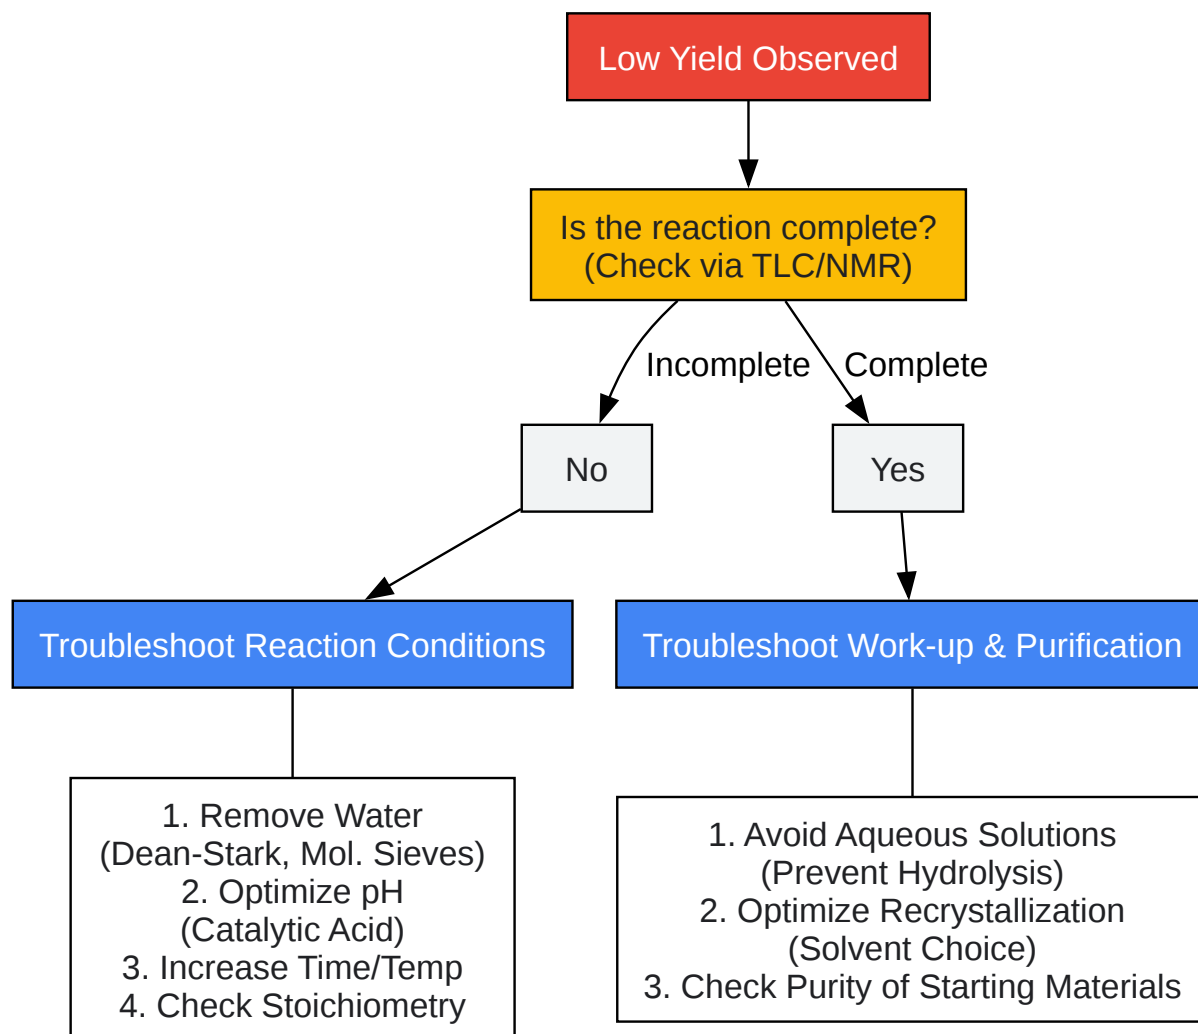 Low Yield Observed
Is the reaction complete?
(Check via TLC/NMR)
Incomplete
Complete
No
Yes
Troubleshoot Reaction Conditions
Troubleshoot Work-up & Purification
1. Remove Water
(Dean-Stark, Mol. Sieves)
2. Optimize pH
(Catalytic Acid)
3. Increase Time/Temp
4. Check Stoichiometry
1. Avoid Aqueous Solutions
(Prevent Hydrolysis)
2. Optimize Recrystallization
(Solvent Choice)
3. Check Purity of Starting Materials